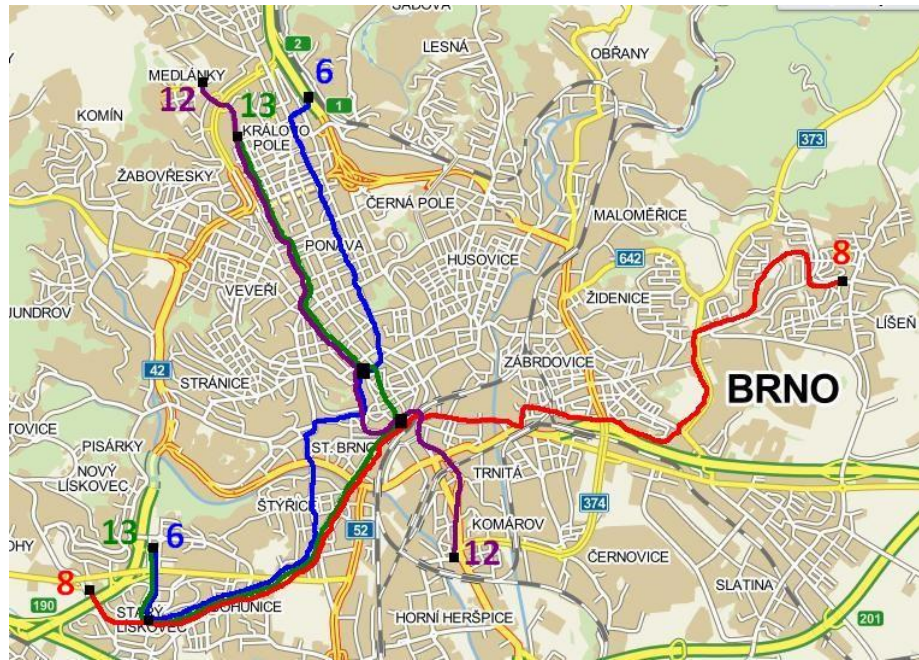 SADOVÁ
2
LESNÁ
OBŘANY
MEDLÁNKY
6
12
13
1
KOMÍN
KRÁLOVO
POLE
373
ŽABOVŘESKY
ČERNÁ POLE
MALOMĚŘICE
PONAVA
HUSOVICE
642
8
VEVEŘÍ
ŽIDENICE
JUNDROV
LÍŠEŇ
42
STRÁNICE
ZÁBRDOVICE
BRNO
PISÁRKY
ST. BRNO
NOVÝ
LÍSKOVEC
TRNITÁ
ŠTÝŘICE
374
52
KOMÁROV
13
6
12
ČERNOVICE
8
SLATINA
190
STARÝ
LÍSKOVEC
BOHUNICE
HORNÍ HERŠPICE
201